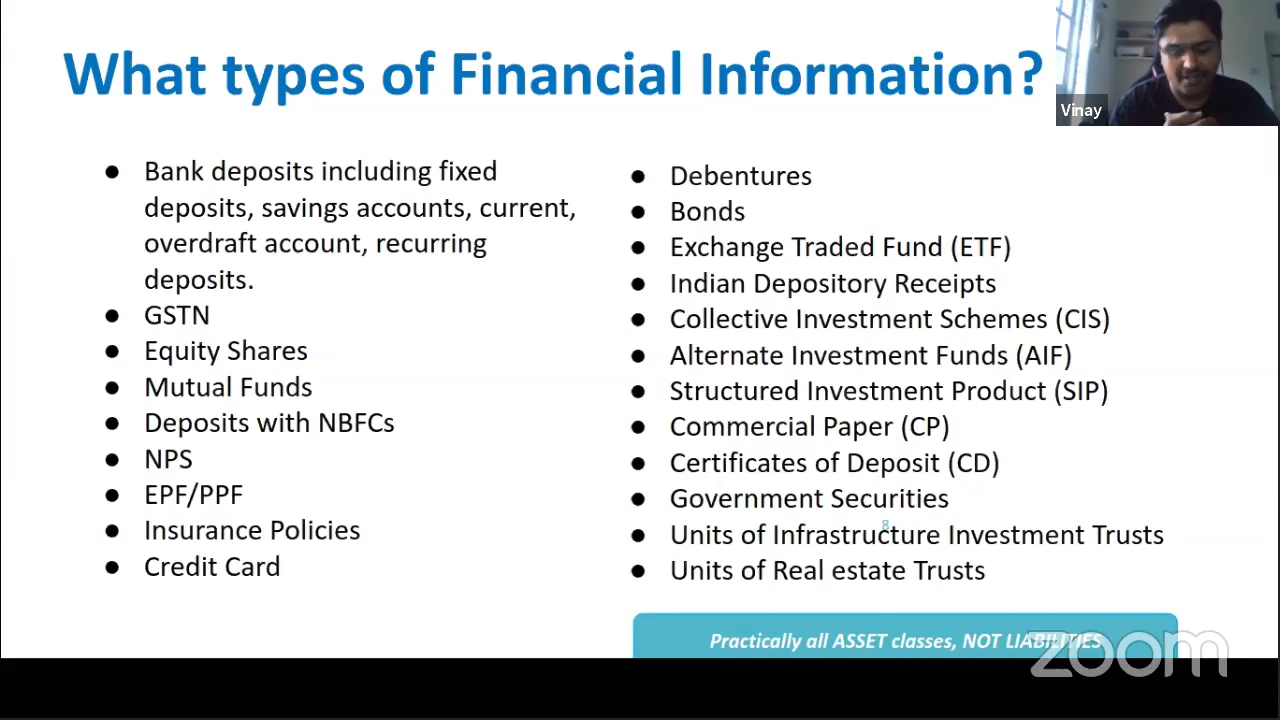 What types of Financial Information?
Vinay
● Bank deposits including fixed
deposits, savings accounts, current,
overdraft account, recurring
deposits.
● GSTN
● Equity Shares
● Mutual Funds
● Deposits with NBFCs
● NPS
● EPF/PPF
● Insurance Policies
● Credit Card
● Debentures
● Bonds
● Exchange Traded Fund (ETF)
● Indian Depository Receipts
● Collective Investment Schemes (CIS)
● Alternate Investment Funds (AIF)
● Structured Investment Product (SIP)
● Commercial Paper (CP)
● Certificates of Deposit (CD)
● Government Securities
8
● Units of Infrastructure Investment Trusts
● Units of Real estate Trusts
Practically all ASSET classes, NOT LIABILITIES
zoom